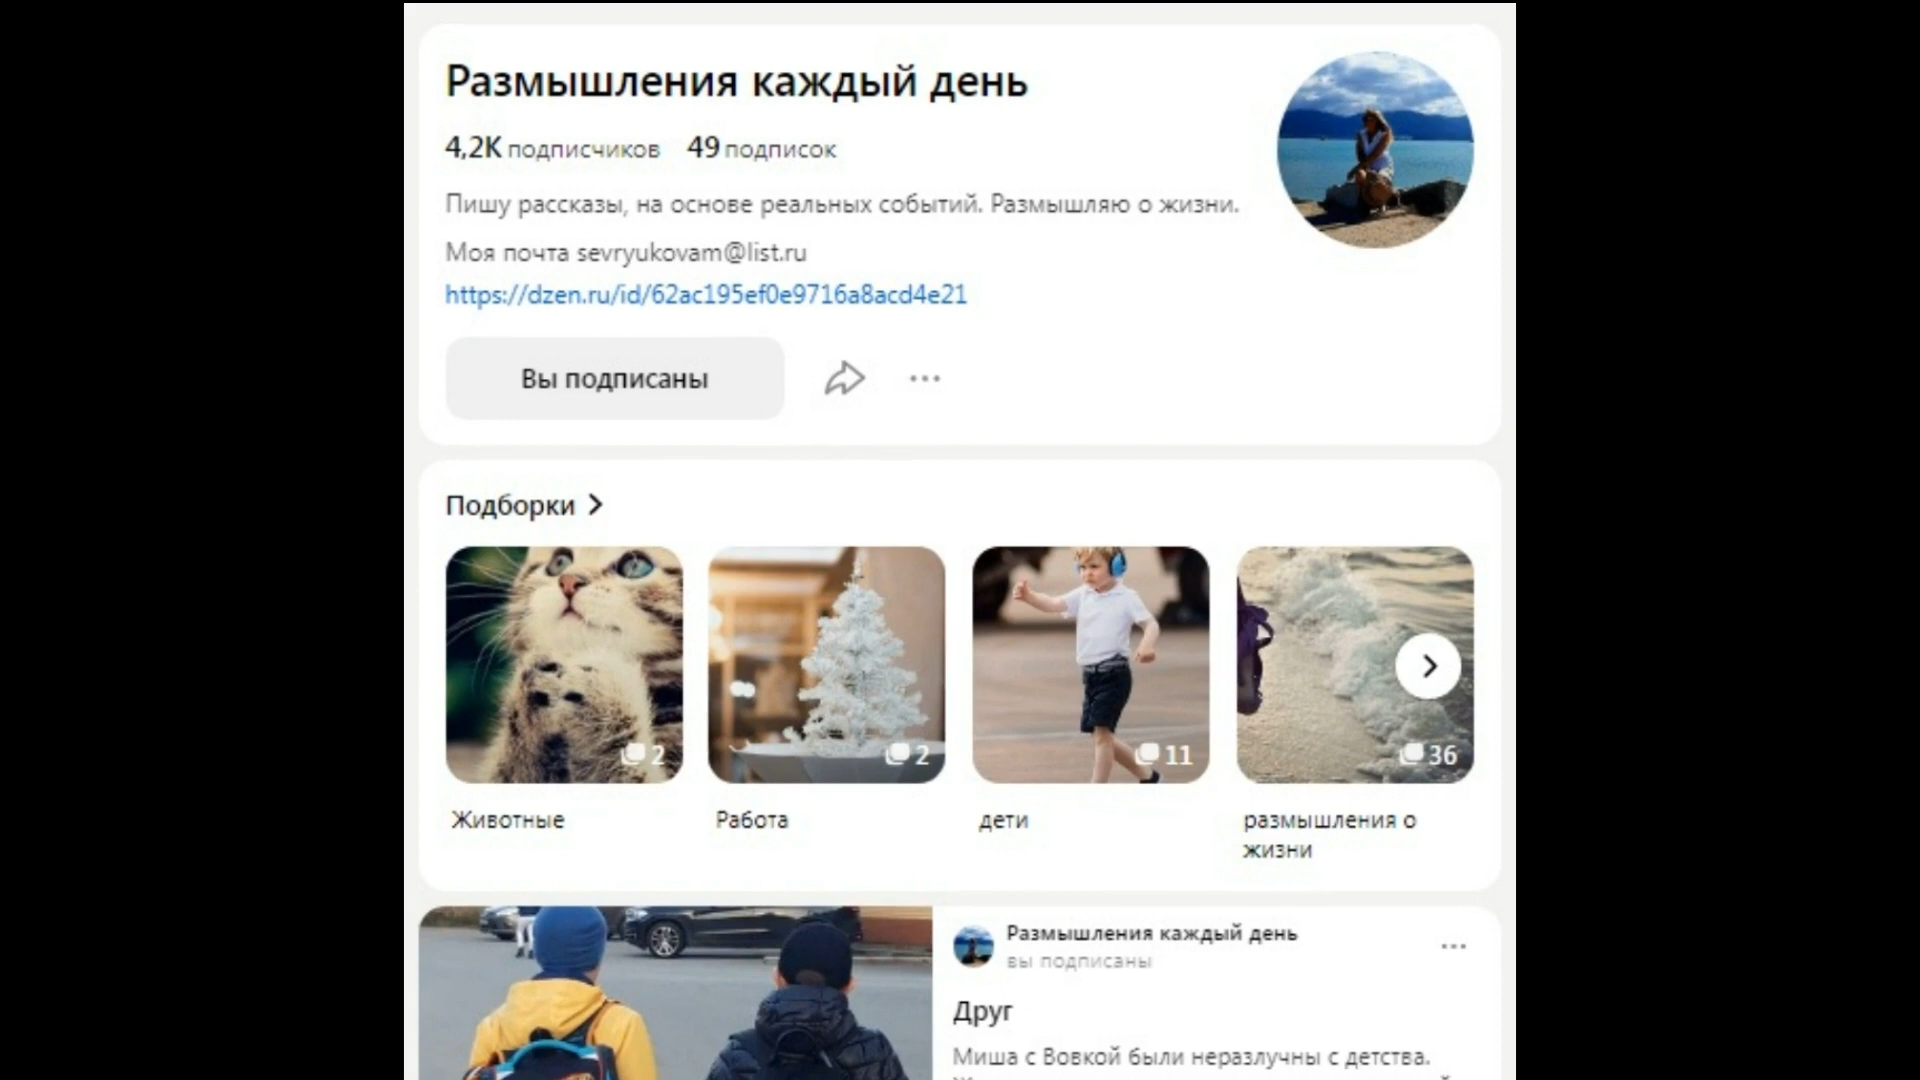 Размышления каждый день
4,2K подписчиков 49 подписок
Пишу рассказы, на основе реальных событий. Размышляю о жизни.
Моя почта sevryukovam@list.ru
https://dzen.ru/id/62ac195ef0e9716a8acd4e21
Вы подписаны
Подборки
2
2
11
36
Животные
Работа
дети
размышления о
жизни
Размышления каждый день
вы подписаны
Друг
Миша с Вовкой были неразлучны с детства.